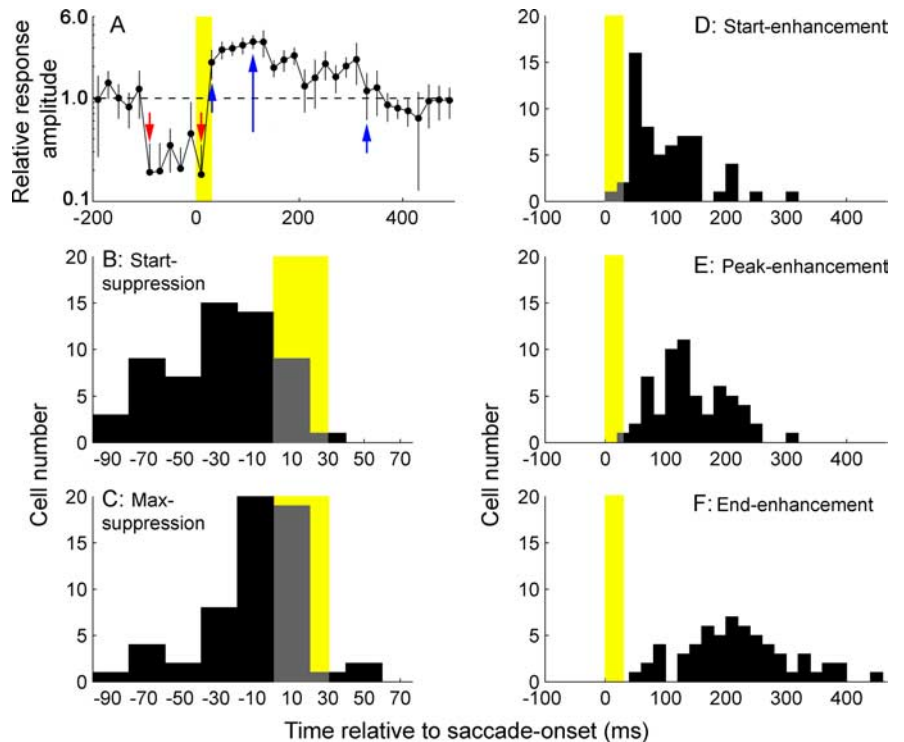 A
Relative response
amplitude
6.0
1.0
0.1
-200 0 200 400
B: Start-
suppression
20
15
10
5
0
-90 -70 -50 -30 -10 10 30 50 70
C: Max-
suppression
20
15
10
5
0
-90 -70 -50 -30 -10 10 30 50 70
Cell number
D: Start-enhancement
20
15
10
5
0
-100 0 100 200 300 400
E: Peak-enhancement
20
15
10
5
0
-100 0 100 200 300 400
F: End-enhancement
20
15
10
5
0
-100 0 100 200 300 400
Cell number
Time relative to saccade-onset (ms)